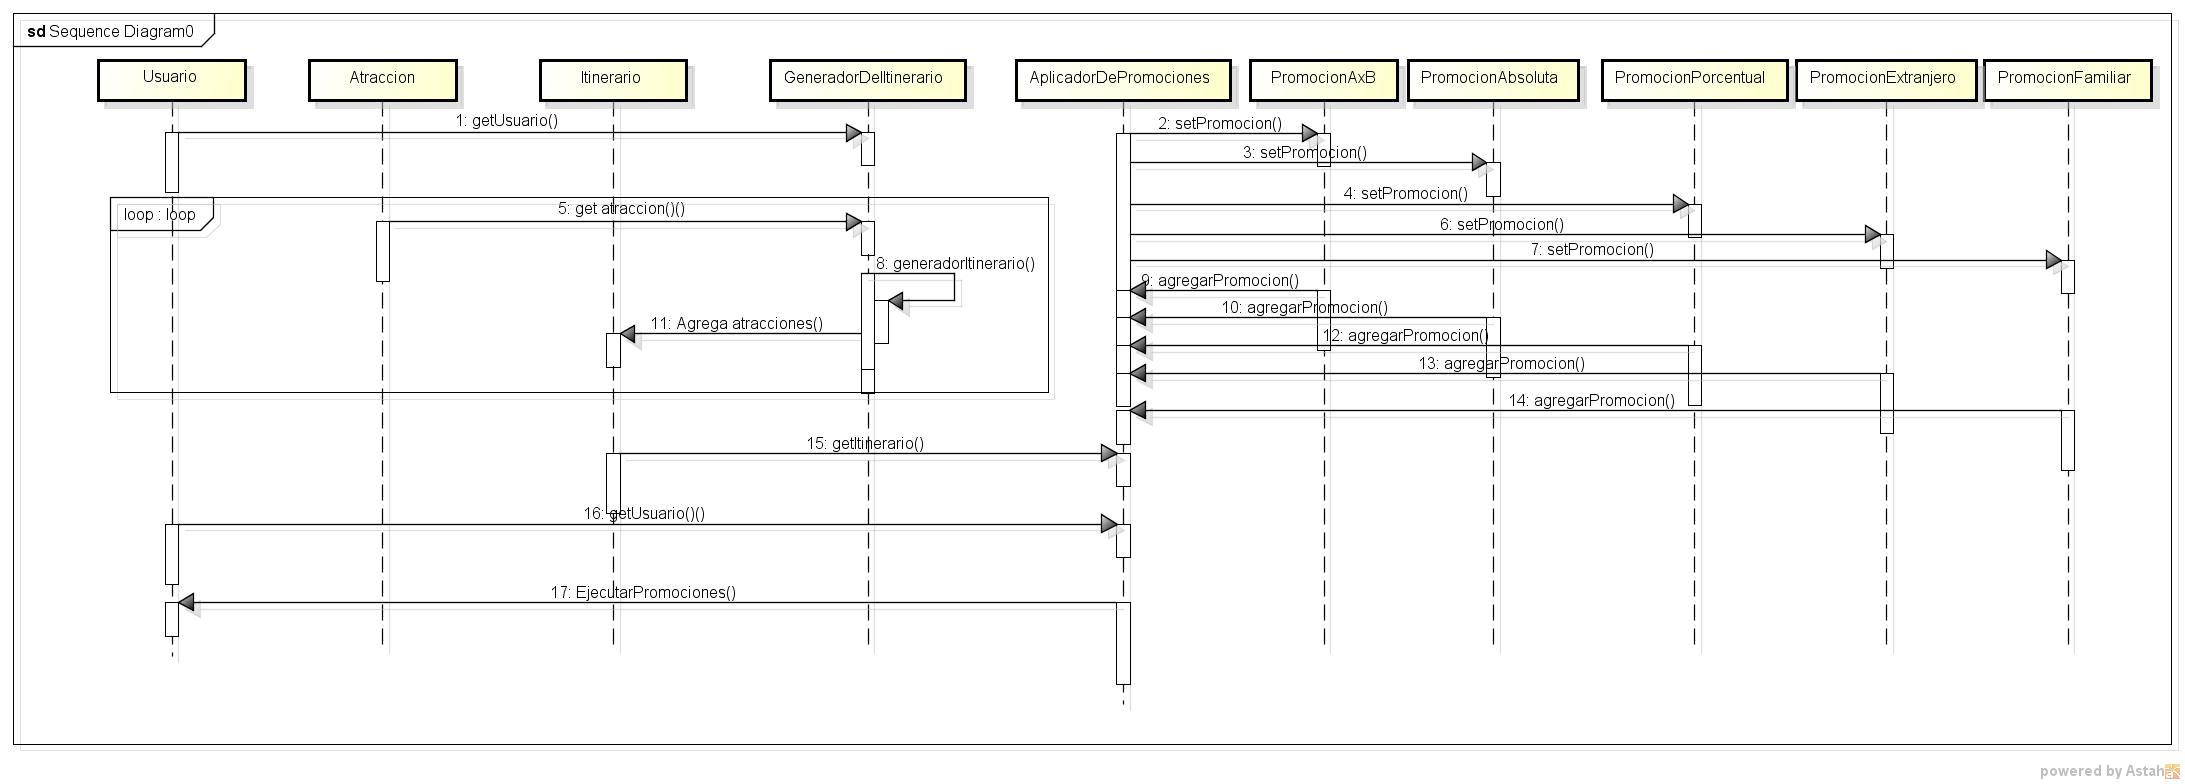 sd Sequence Diagram0
Usuario
Atraccion
Itinerario
GeneradorDelItinerario
AplicadorDePromociones
PromocionAxB
PromocionAbsoluta
PromocionPorcentual
PromocionExtranjero
PromocionFamiliar
1: getUsuario()
2: setPromocion()
3: setPromocion()
4: setPromocion()
loop : loop
5: get atraccion()()
6: setPromocion()
7: setPromocion()
8: generadorItinerario()
9: agregarPromocion()
10: agregarPromocion()
11: Agrega atracciones()
12: agregarPromocion()
13: agregarPromocion()
14: agregarPromocion()
15: getItinerario()
16: getUsuario()()
17: EjecutarPromociones()
powered by Astah